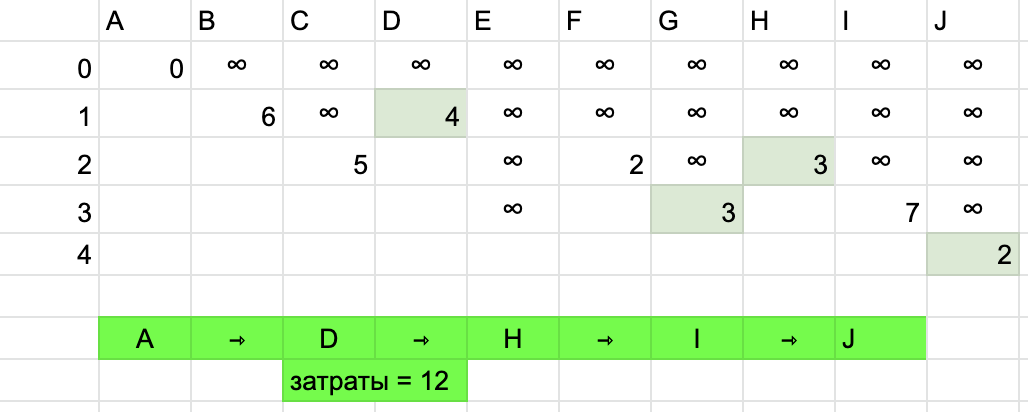 A B C D E F G H I J
0 0 ∞ ∞ ∞ ∞ ∞ ∞ ∞ ∞ ∞
1 6 ∞ 4 ∞ ∞ ∞ ∞ ∞ ∞
2 5 ∞ 2 ∞ 3 ∞ ∞
3 ∞ 3 7 ∞
4 2
A → D → H → I → J
затраты = 12